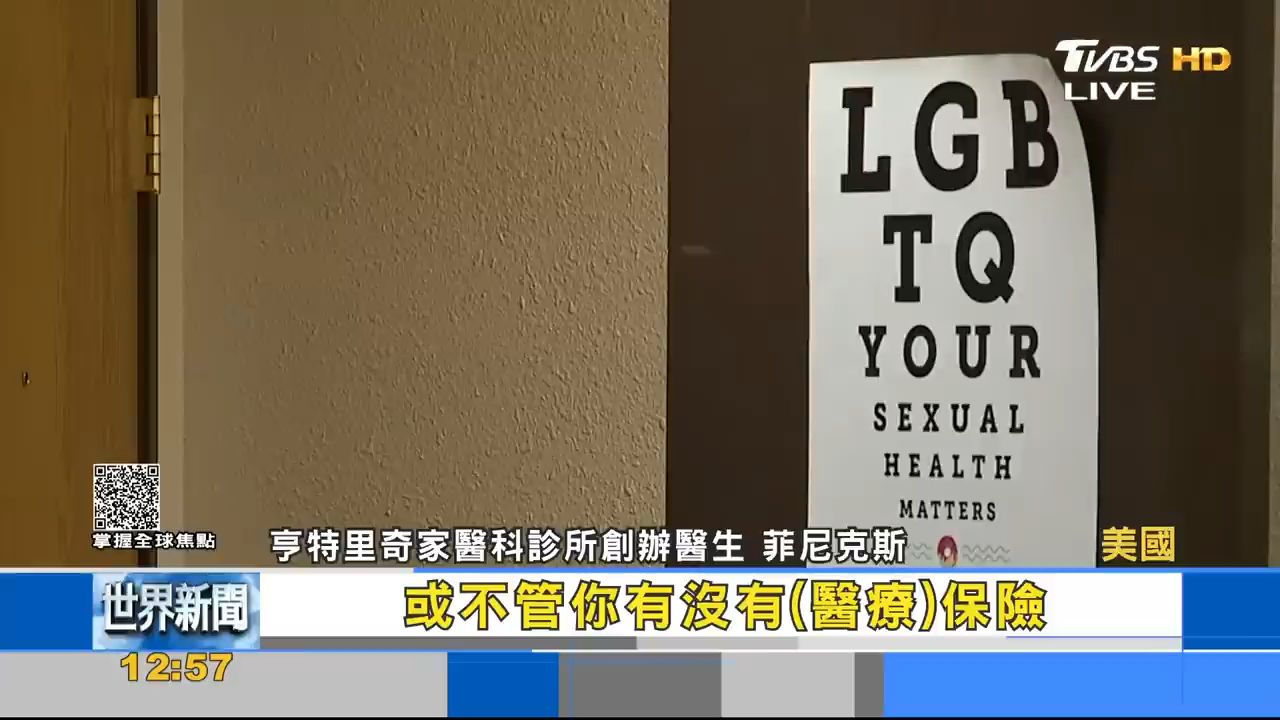 TVBS HD
LIVE
LGB
TQ
YOUR
SEXUAL
HEALTH
MATTERS
掌握全球焦點
亨特里奇家醫科診所創辦醫生 菲尼克斯
美國
世界新聞
或不管你有沒有(醫療)保險
12:57